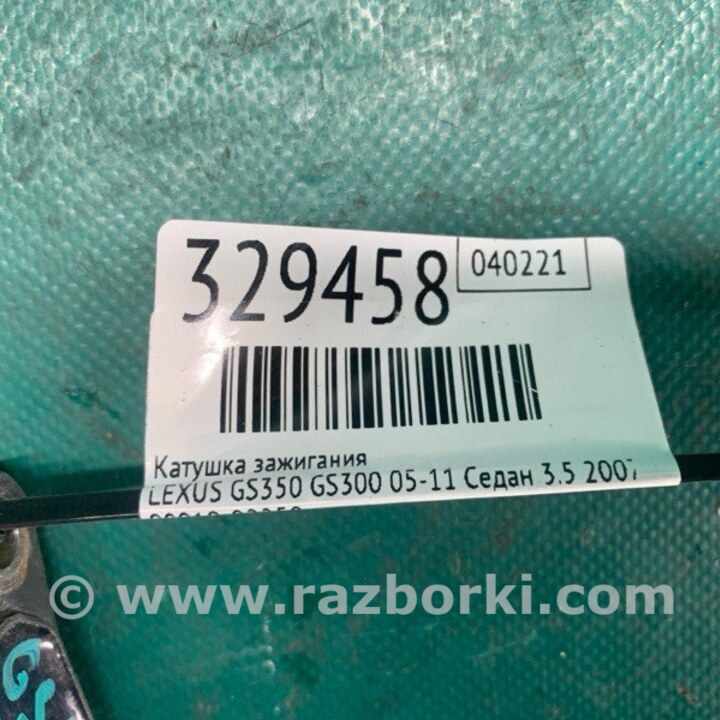 329458
040221
Катушка зажигания
LEXUS GS350 GS300 05-11 Седан 3.5 2007
© www.razborki.com